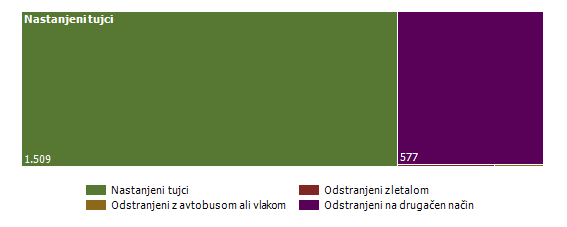 Nastanjeni tujci
1.509
577
Nastanjeni tujci
Odstranjeni z letalom
Odstranjeni z avtobusom ali vlakom
Odstranjeni na drugačen način